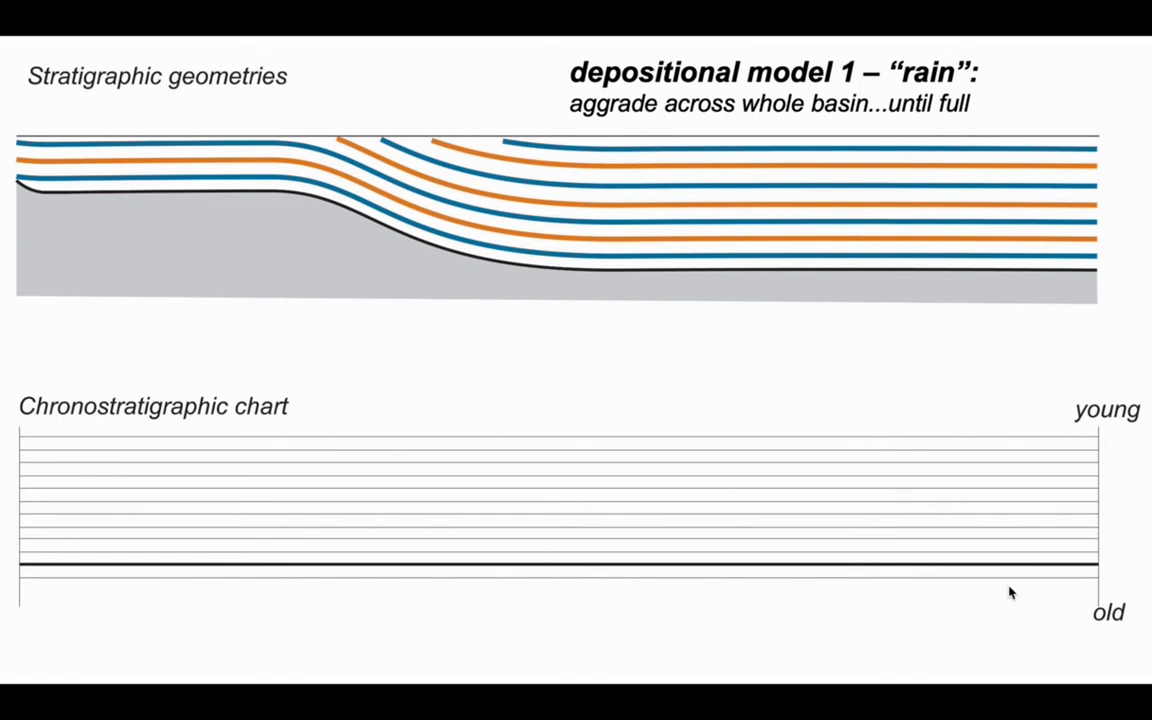 Stratigraphic geometries
depositional model 1 – “rain”:
aggrade across whole basin...until full
Chronostratigraphic chart
young
old